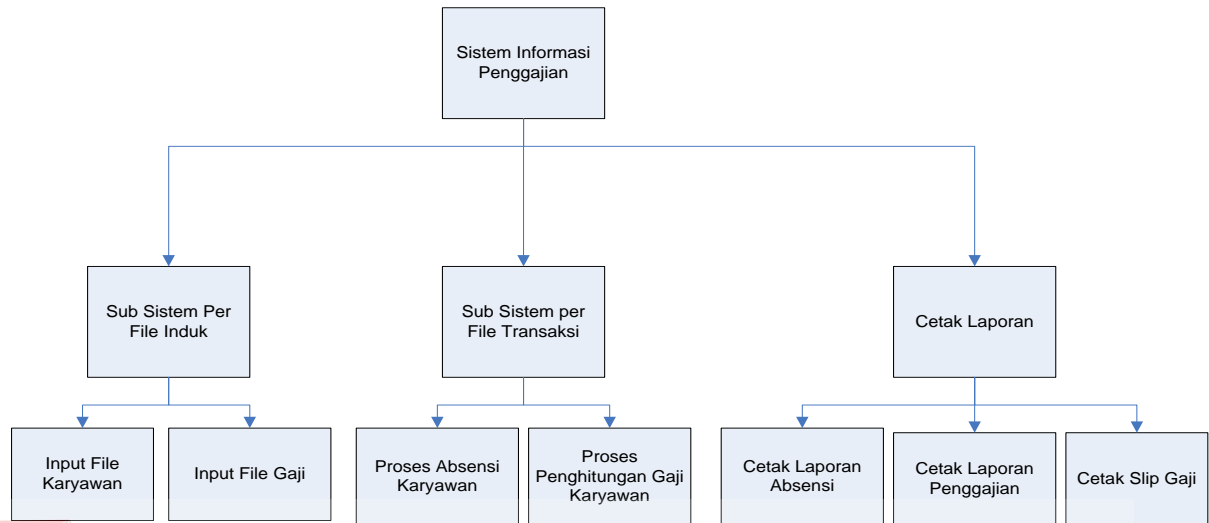 Sistem Informasi
Penggajian
Sub Sistem Per
File Induk
Sub Sistem per
File Transaksi
Cetak Laporan
Input File
Karyawan
Input File Gaji
Proses Absensi
Karyawan
Proses
Penghitungan Gaji
Karyawan
Cetak Laporan
Absensi
Cetak Laporan
Penggajian
Cetak Slip Gaji